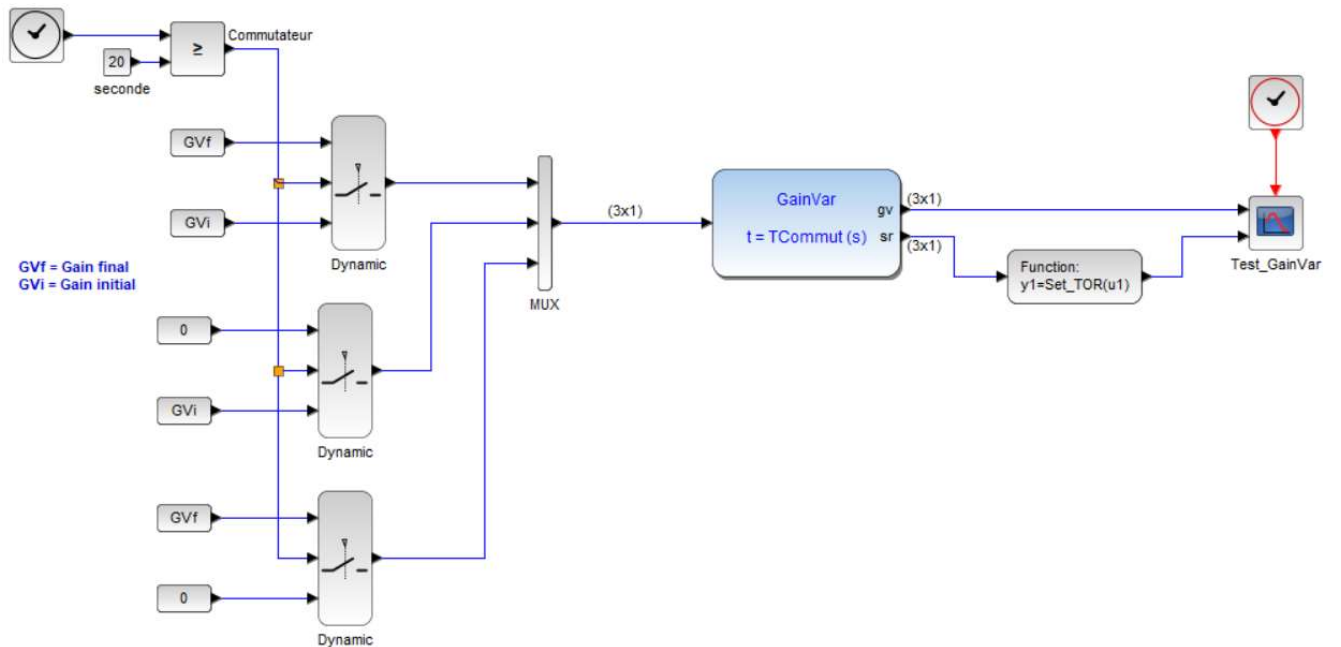 ≥
Commutateur
20
seconde
GVf
GVi
Dynamic
GVf = Gain final
GVi = Gain initial
0
GVi
Dynamic
GVf
0
Dynamic
MUX
(3x1)
GainVar
t = TCommut (s)
gv
sr
(3x1)
(3x1)
Function:
y1=Set_TOR(u1)
Test_GainVar